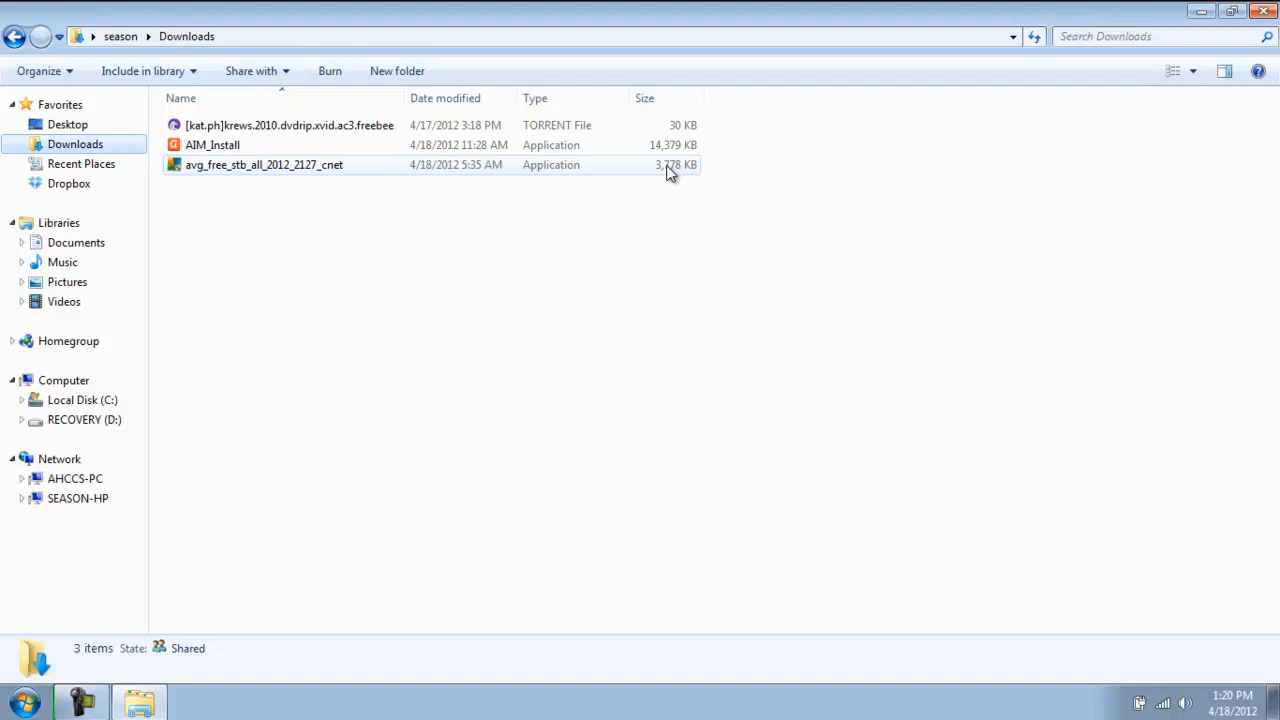 season Downloads Search Downloads
Organize Include in library Share with Burn New folder
Favorites
Desktop
Downloads
Recent Places
Dropbox
Libraries
Documents
Music
Pictures
Videos
Homegroup
Computer
Local Disk (C:)
RECOVERY (D:)
Network
AHCCS-PC
SEASON-HP
Name Date modified Type Size
[kat.ph]krews.2010.dvdrip.xvid.ac3.freebee 4/17/2012 3:18 PM TORRENT File 30 KB
AIM_Install 4/18/2012 11:28 AM Application 14,379 KB
avg_free_stb_all_2012_2127_cnet 4/18/2012 5:35 AM Application 3,778 KB
3 items State: Shared
1:20 PM
4/18/2012